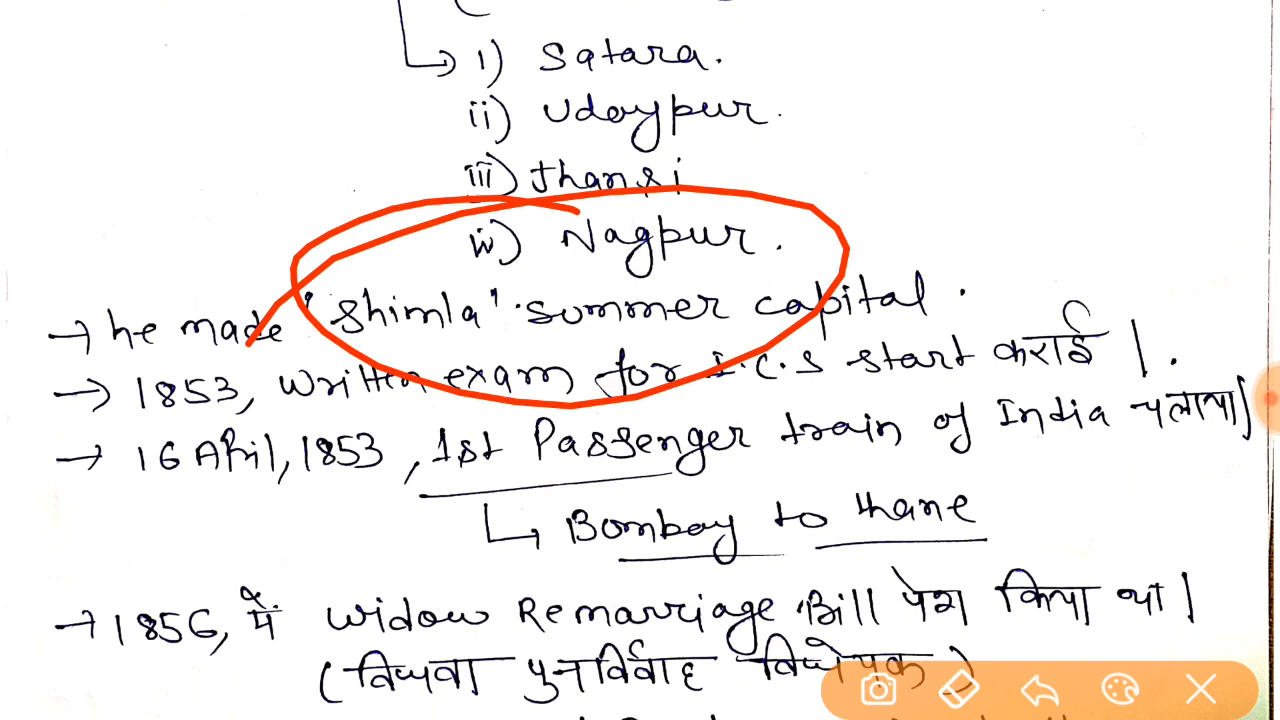 i) Satara.
ii) Udaypur.
iii) Jhansi
iv) Nagpur.
→ he made "Shimla" summer capital.
→ 1853, written exam for I.C.S start कराई |.
→ 16 April, 1853, 1st Passenger train of India चलाया|
↳ Bombay to thane
→ 1856, में widow Remarriage Bill पेश किया था |
(विधवा पुनर्विवाह विधेयक)